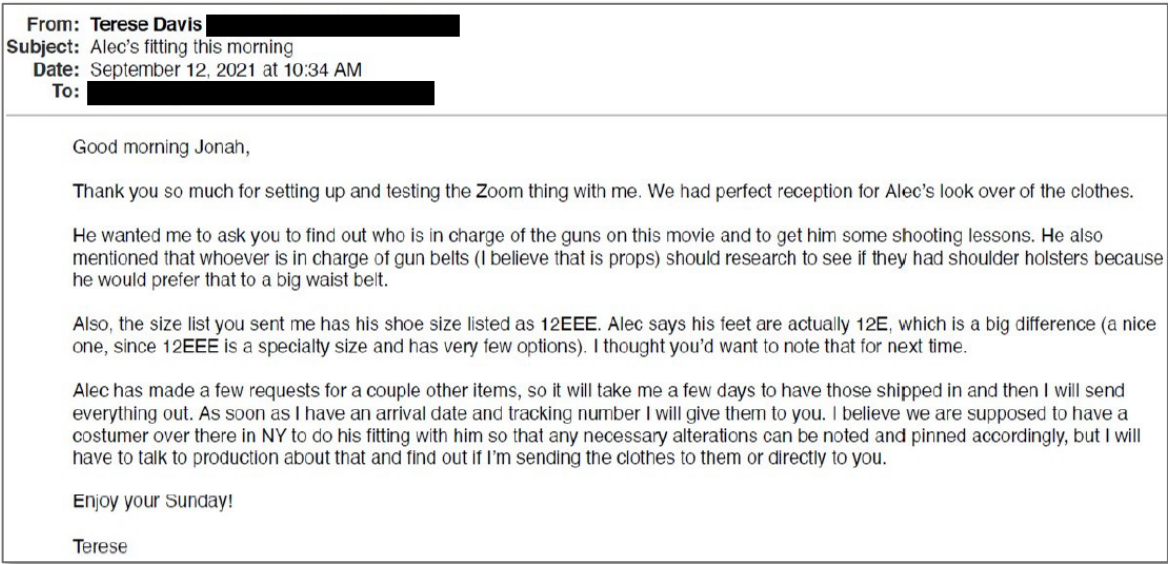 From: Terese Davis
Subject: Alec's fitting this morning
Date: September 12, 2021 at 10:34 AM
To:
Good morning Jonah,
Thank you so much for setting up and testing the Zoom thing with me. We had perfect reception for Alec's look over of the clothes.
He wanted me to ask you to find out who is in charge of the guns on this movie and to get him some shooting lessons. He also
mentioned that whoever is in charge of gun belts (I believe that is props) should research to see if they had shoulder holsters because
he would prefer that to a big waist belt.
Also, the size list you sent me has his shoe size listed as 12EEE. Alec says his feet are actually 12E, which is a big difference (a nice
one, since 12EEE is a specialty size and has very few options). I thought you'd want to note that for next time.
Alec has made a few requests for a couple other items, so it will take me a few days to have those shipped in and then I will send
everything out. As soon as I have an arrival date and tracking number I will give them to you. I believe we are supposed to have a
costumer over there in NY to do his fitting with him so that any necessary alterations can be noted and pinned accordingly, but I will
have to talk to production about that and find out if I'm sending the clothes to them or directly to you.
Enjoy your Sunday!
Terese